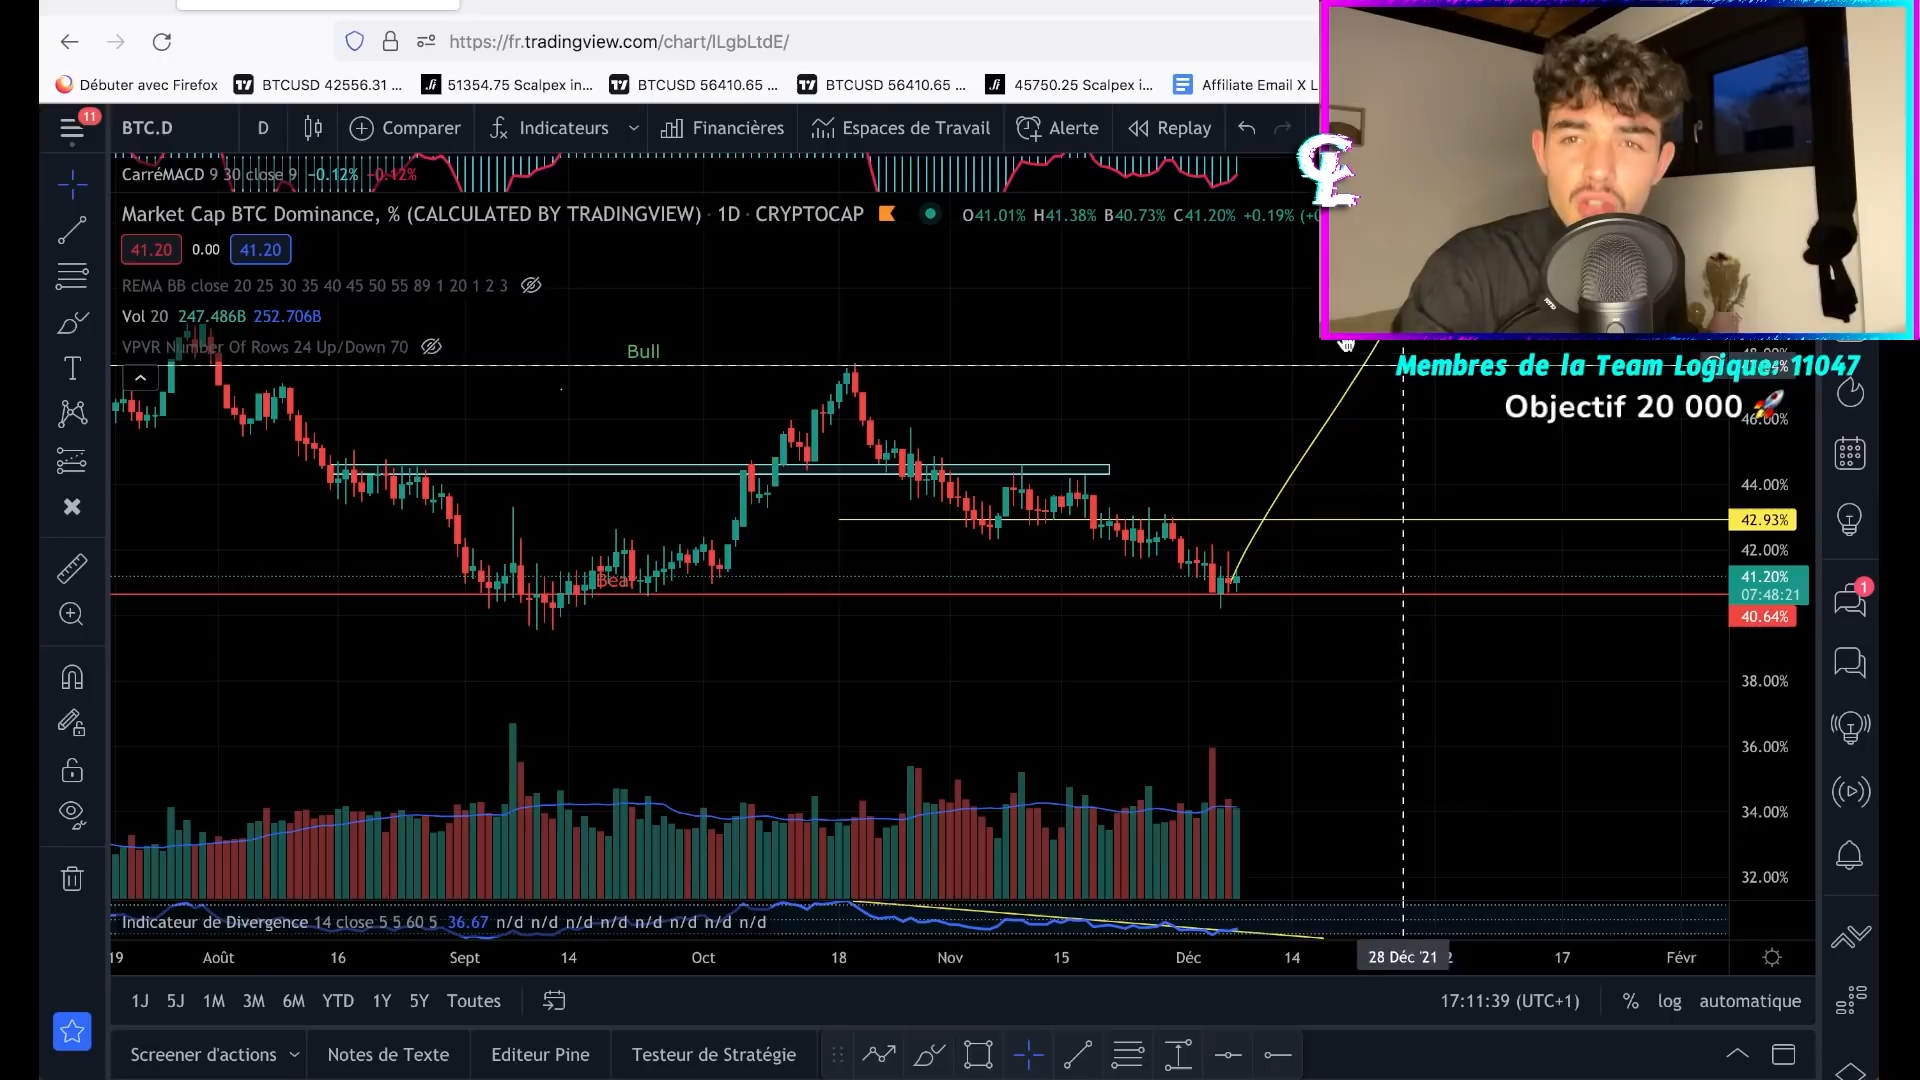 https://fr.tradingview.com/chart/lLgbLtdE/
Débuter avec Firefox
BTCUSD 42556.31 ...
51354.75 Scalpex in...
BTCUSD 56410.65 ...
BTCUSD 56410.65 ...
45750.25 Scalpex i...
Affiliate Email X L
11
BTC.D
D
Comparer
Indicateurs
Financières
Espaces de Travail
Alerte
Replay
CarréMACD 9 30 close 9 -0.12% -0.12%
Market Cap BTC Dominance, % (CALCULATED BY TRADINGVIEW) · 1D · CRYPTOCAP
O41.01% H41.38% B40.73% C41.20% +0.19%
41.20 0.00 41.20
REMA BB close 20 25 30 35 40 45 50 55 89 1 20 1 2 3
Vol 20 247.486B 252.706B
VPVR Number Of Rows 24 Up/Down 70
Bull
Membres de la Team Logique: 11047
Objectif 20 000
46.00%
44.00%
42.93%
42.00%
41.20%
07:48:21
40.64%
Bear
1
38.00%
36.00%
34.00%
32.00%
Indicateur de Divergence 14 close 5 5 60 5 36.67 n/d n/d n/d n/d n/d n/d n/d n/d
19 Août 16 Sept 14 Oct 18 Nov 15 Déc 14 28 Déc '21 17 Févr
1J 5J 1M 3M 6M YTD 1Y 5Y Toutes
17:11:39 (UTC+1) % log automatique
Screener d'actions
Notes de Texte
Editeur Pine
Testeur de Stratégie